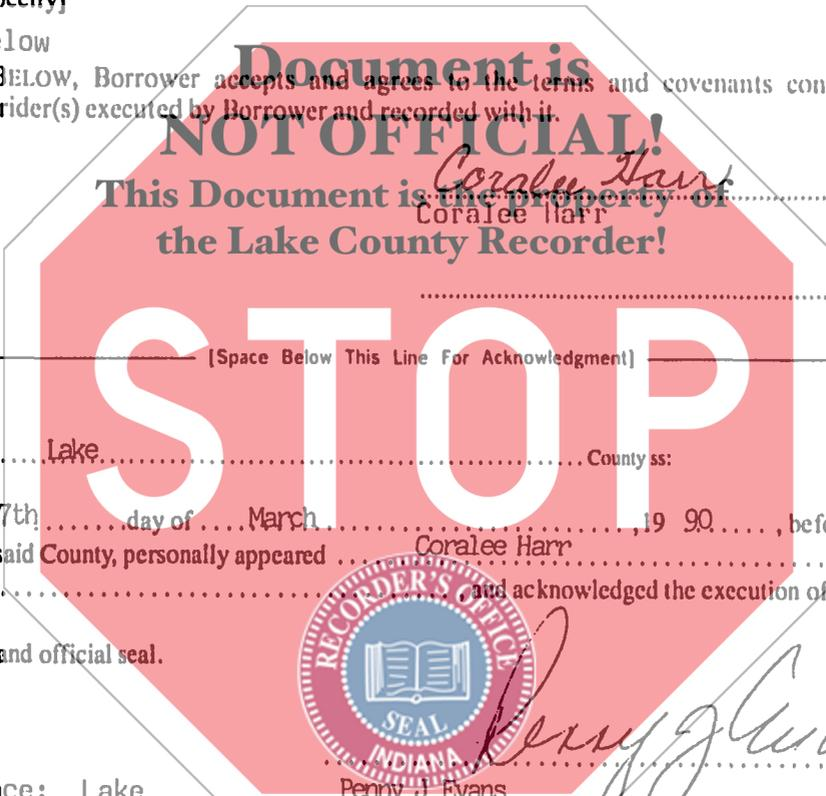 elow
BELOW, Borrower accepts and agrees to the terms and covenants con
rider(s) executed by Borrower and recorded with it.
Document is
NOT OFFICIAL!
This Document is the property of
the Lake County Recorder!
STOP
Coralee Harr
Coralee Harr
[Space Below This Line For Acknowledgment]
Lake County ss:
7th day of March, 19 90, befo
said County, personally appeared Coralee Harr
, and acknowledged the execution of
and official seal.
RECORDER'S OFFICE
SEAL
INDIANA
Penny J Evans
Penny J Evans
ce: Lake